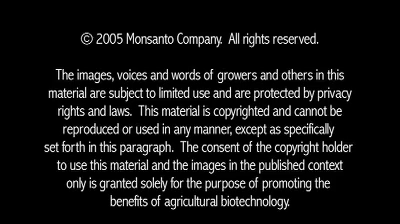 © 2005 Monsanto Company.  All rights reserved.
The images, voices and words of growers and others in this
material are subject to limited use and are protected by privacy
rights and laws.  This material is copyrighted and cannot be
reproduced or used in any manner, except as specifically
set forth in this paragraph.  The consent of the copyright holder
to use this material and the images in the published context
only is granted solely for the purpose of promoting the
benefits of agricultural biotechnology.